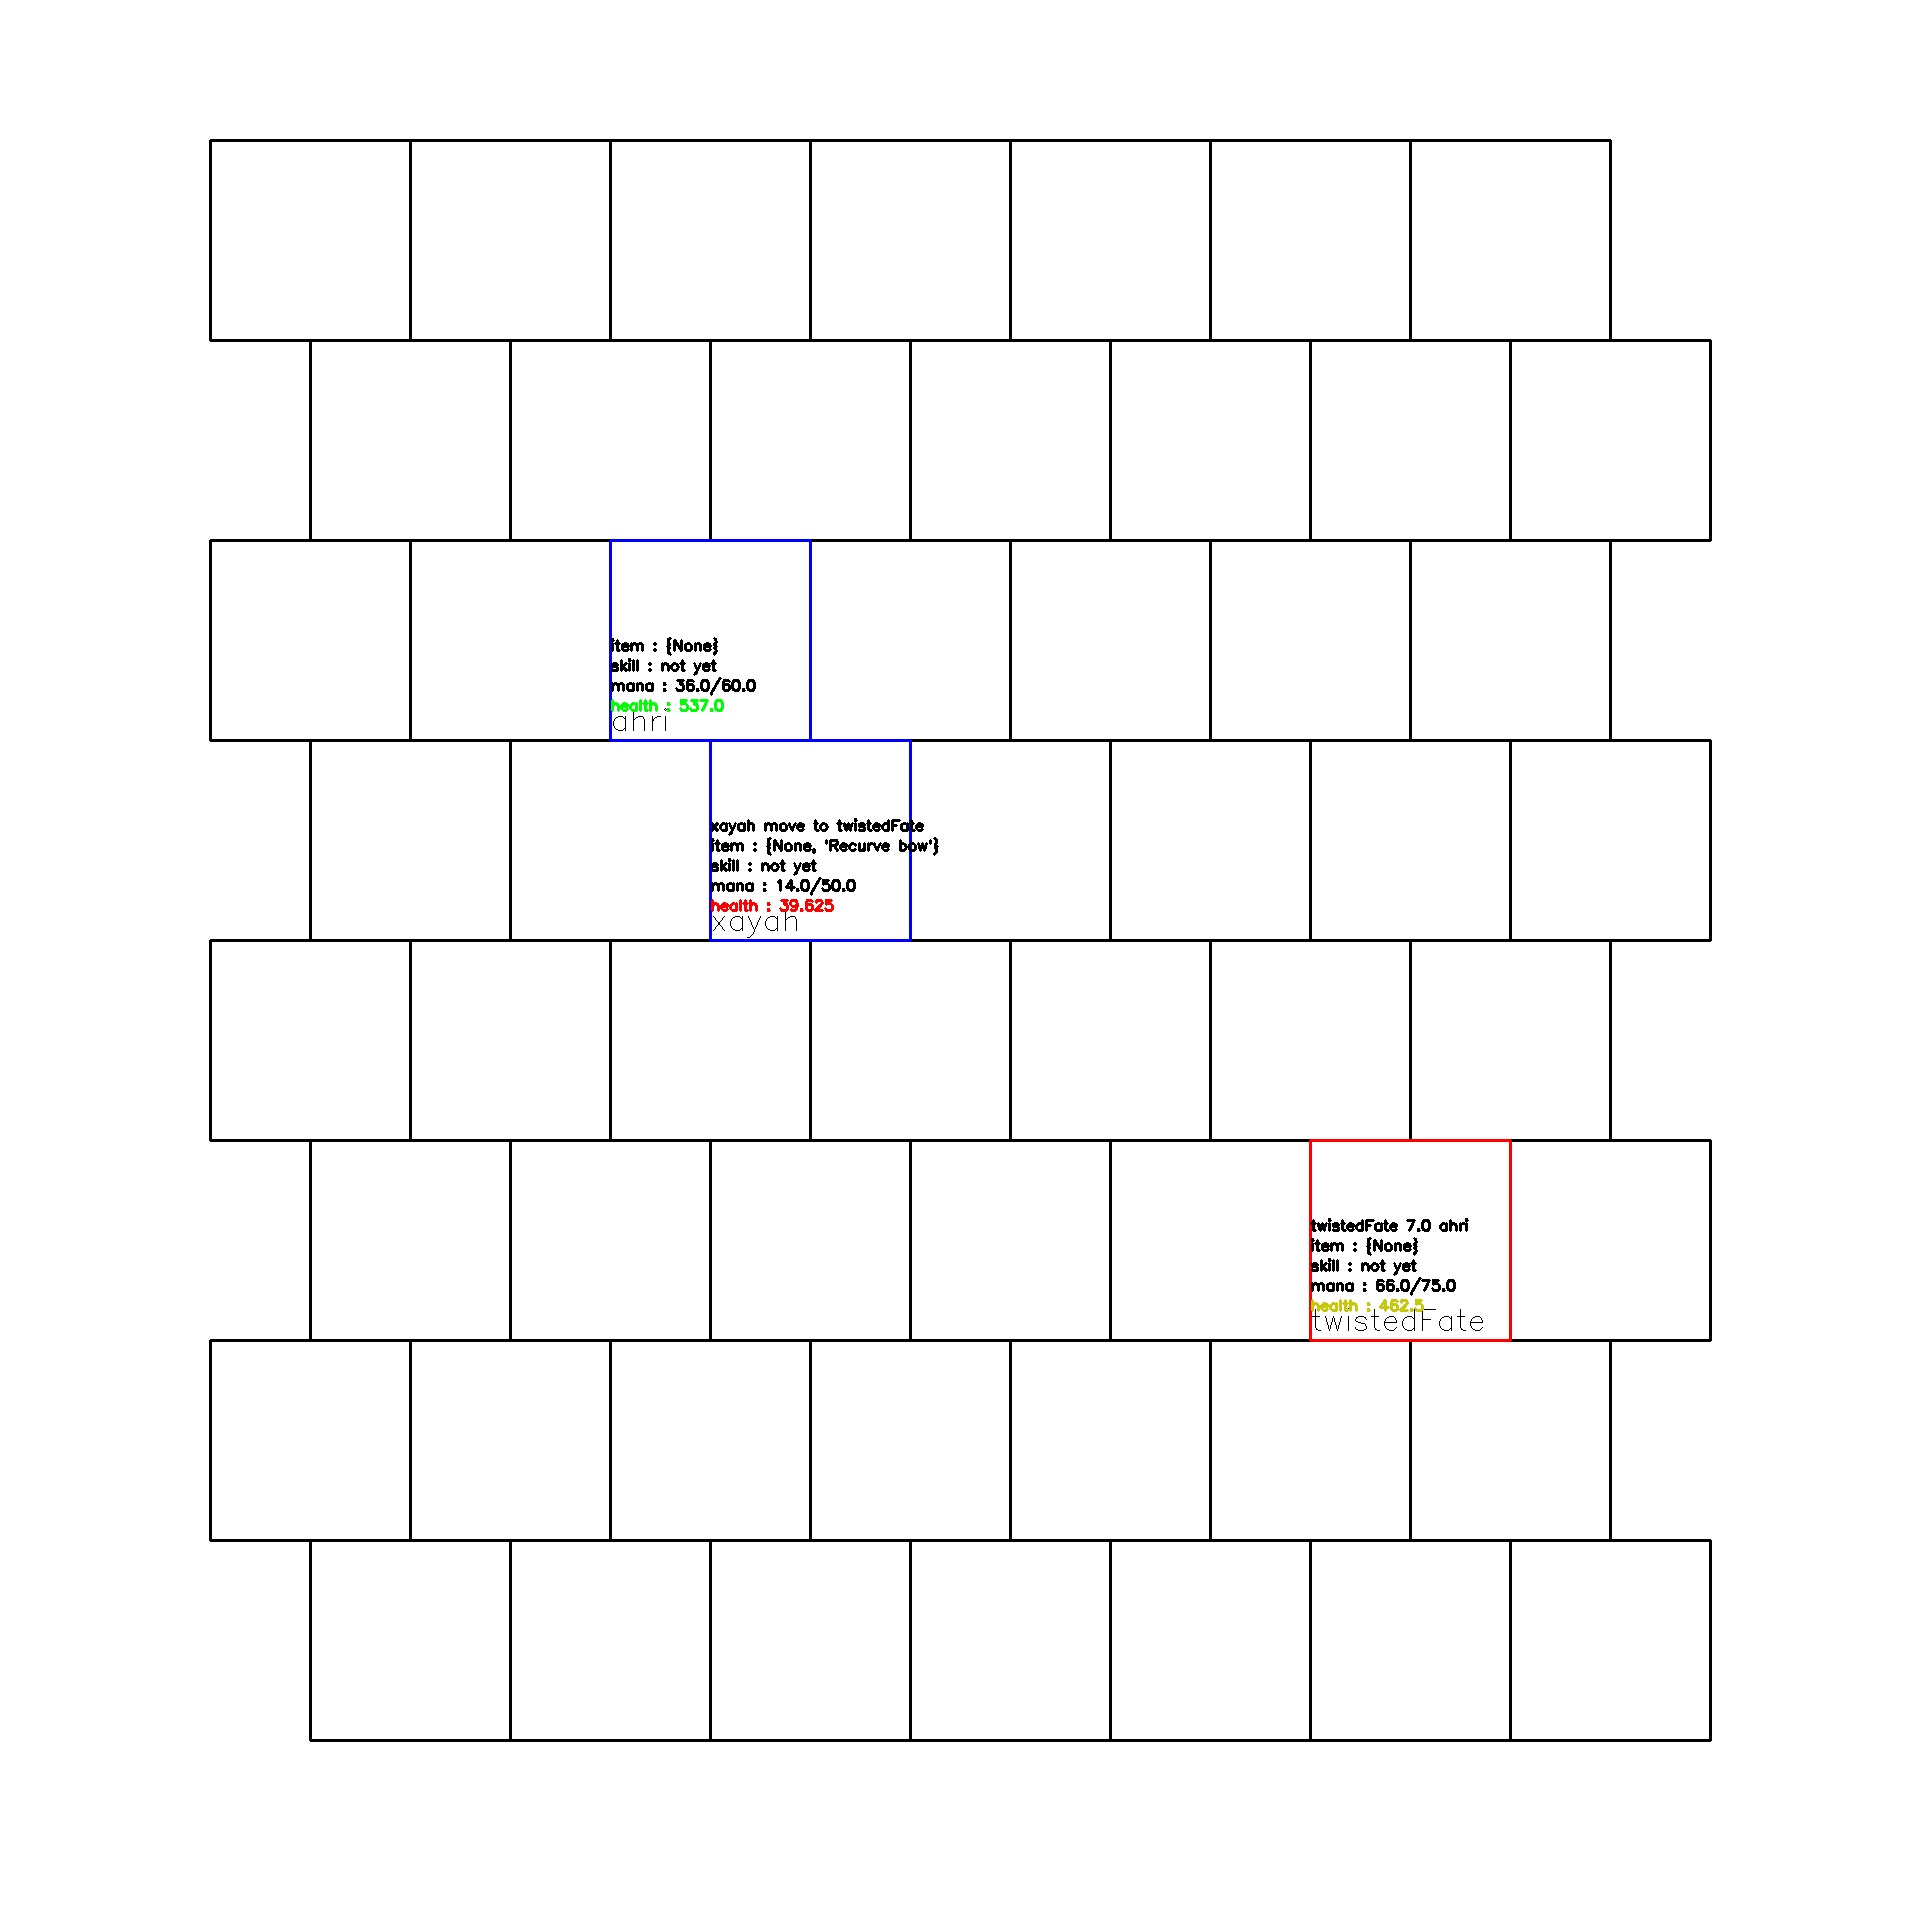 item : {None}
skill : not yet
mana : 36.0/60.0
health : 537.0
ahri
xayah move to twistedFate
item : {None, 'Recurve bow'}
skill : not yet
mana : 14.0/50.0
health : 39.625
xayah
twistedFate 7.0 ahri
item : {None}
skill : not yet
mana : 66.0/75.0
health : 462.5
twistedFate